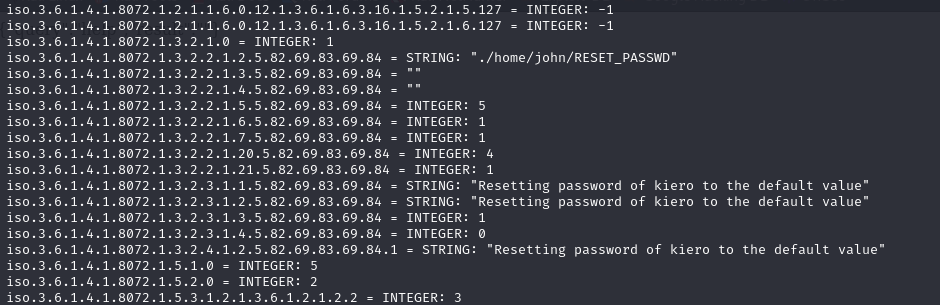 iso.3.6.1.4.1.8072.1.2.1.1.6.0.12.1.3.6.1.6.3.16.1.5.2.1.5.127 = INTEGER: -1
iso.3.6.1.4.1.8072.1.2.1.1.6.0.12.1.3.6.1.6.3.16.1.5.2.1.6.127 = INTEGER: -1
iso.3.6.1.4.1.8072.1.3.2.1.0 = INTEGER: 1
iso.3.6.1.4.1.8072.1.3.2.2.1.2.5.82.69.83.69.84 = STRING: "./home/john/RESET_PASSWD"
iso.3.6.1.4.1.8072.1.3.2.2.1.3.5.82.69.83.69.84 = ""
iso.3.6.1.4.1.8072.1.3.2.2.1.4.5.82.69.83.69.84 = ""
iso.3.6.1.4.1.8072.1.3.2.2.1.5.5.82.69.83.69.84 = INTEGER: 5
iso.3.6.1.4.1.8072.1.3.2.2.1.6.5.82.69.83.69.84 = INTEGER: 1
iso.3.6.1.4.1.8072.1.3.2.2.1.7.5.82.69.83.69.84 = INTEGER: 1
iso.3.6.1.4.1.8072.1.3.2.2.1.20.5.82.69.83.69.84 = INTEGER: 4
iso.3.6.1.4.1.8072.1.3.2.2.1.21.5.82.69.83.69.84 = INTEGER: 1
iso.3.6.1.4.1.8072.1.3.2.3.1.1.5.82.69.83.69.84 = STRING: "Resetting password of kiero to the default value"
iso.3.6.1.4.1.8072.1.3.2.3.1.2.5.82.69.83.69.84 = STRING: "Resetting password of kiero to the default value"
iso.3.6.1.4.1.8072.1.3.2.3.1.3.5.82.69.83.69.84 = INTEGER: 1
iso.3.6.1.4.1.8072.1.3.2.3.1.4.5.82.69.83.69.84 = INTEGER: 0
iso.3.6.1.4.1.8072.1.3.2.4.1.2.5.82.69.83.69.84.1 = STRING: "Resetting password of kiero to the default value"
iso.3.6.1.4.1.8072.1.5.1.0 = INTEGER: 5
iso.3.6.1.4.1.8072.1.5.2.0 = INTEGER: 2
iso.3.6.1.4.1.8072.1.5.3.1.2.1.3.6.1.2.1.2.2 = INTEGER: 3